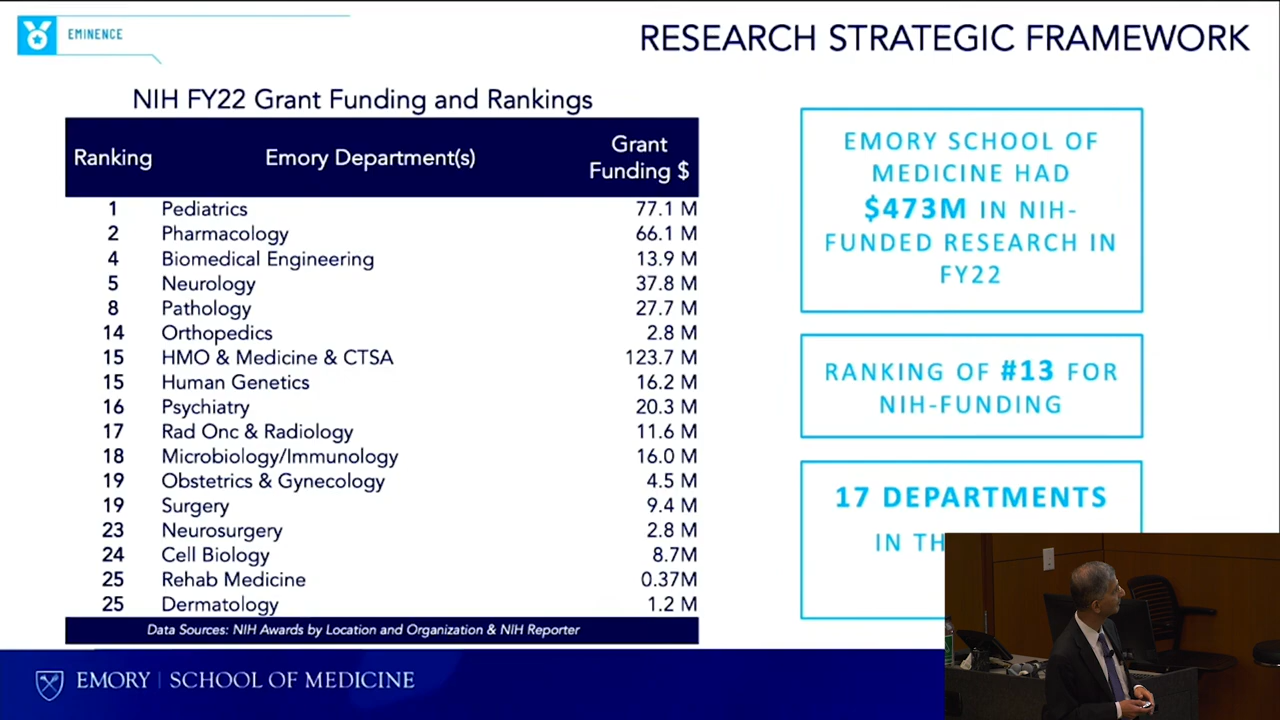 EMINENCE
RESEARCH STRATEGIC FRAMEWORK
NIH FY22 Grant Funding and Rankings
Ranking Emory Department(s) Grant Funding $
1 Pediatrics 77.1 M
2 Pharmacology 66.1 M
4 Biomedical Engineering 13.9 M
5 Neurology 37.8 M
8 Pathology 27.7 M
14 Orthopedics 2.8 M
15 HMO & Medicine & CTSA 123.7 M
15 Human Genetics 16.2 M
16 Psychiatry 20.3 M
17 Rad Onc & Radiology 11.6 M
18 Microbiology/Immunology 16.0 M
19 Obstetrics & Gynecology 4.5 M
19 Surgery 9.4 M
23 Neurosurgery 2.8 M
24 Cell Biology 8.7M
25 Rehab Medicine 0.37M
25 Dermatology 1.2 M
Data Sources: NIH Awards by Location and Organization & NIH Reporter
EMORY SCHOOL OF
MEDICINE HAD
$473M IN NIH-
FUNDED RESEARCH IN
FY22
RANKING OF #13 FOR
NIH-FUNDING
17 DEPARTMENTS
IN
EMORY | SCHOOL OF MEDICINE